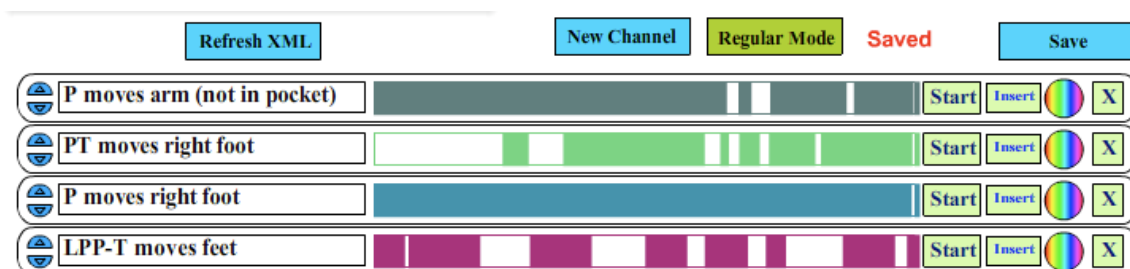 Refresh XML New Channel Regular Mode Saved Save
P moves arm (not in pocket) Start Insert X
PT moves right foot Start Insert X
P moves right foot Start Insert X
LPP-T moves feet Start Insert X